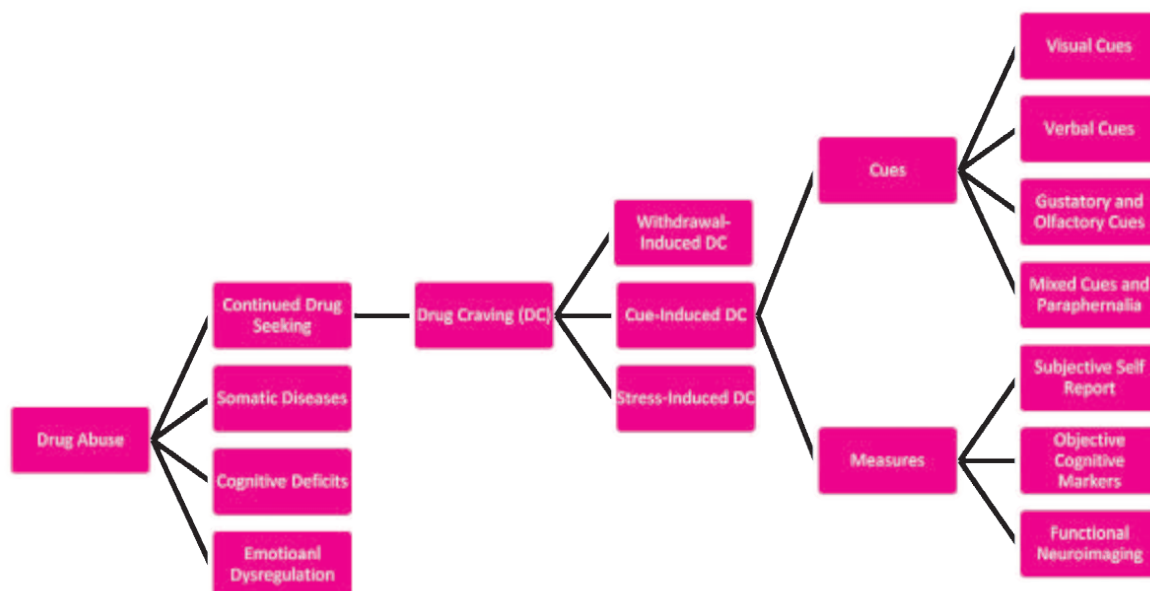 Drug Abuse
Continued Drug
Seeking
Somatic Diseases
Cognitive Deficits
Emotioanl
Dysregulation
Drug Craving (DC)
Withdrawal-
Induced DC
Cue-Induced DC
Stress-Induced DC
Cues
Measures
Visual Cues
Verbal Cues
Gustatory and
Olfactory Cues
Mixed Cues and
Paraphernalia
Subjective Self
Report
Objective
Cognitive
Markers
Functional
Neuroimaging